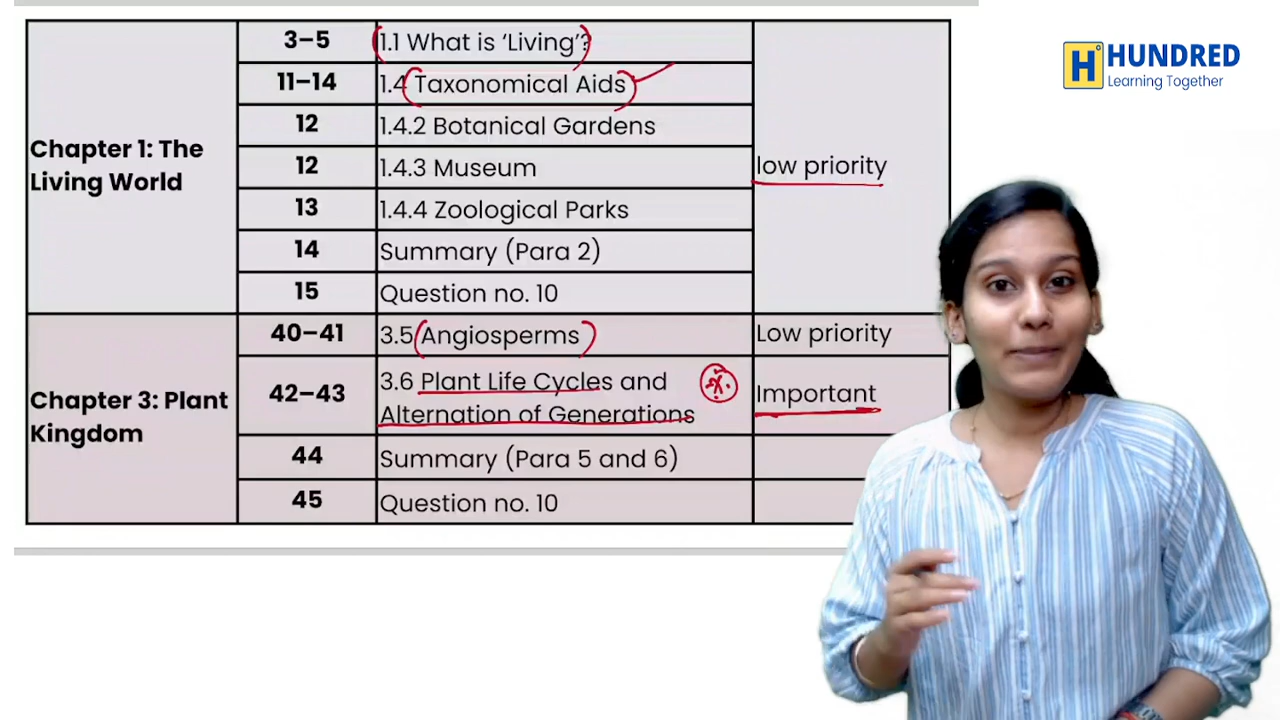 3–5 1.1 What is ‘Living’?
11–14 1.4 Taxonomical Aids
12 1.4.2 Botanical Gardens
Chapter 1: The
Living World
12 1.4.3 Museum
low priority
13 1.4.4 Zoological Parks
14 Summary (Para 2)
15 Question no. 10
40–41 3.5 Angiosperms Low priority
Chapter 3: Plant
Kingdom
42–43 3.6 Plant Life Cycles and
Alternation of Generations
Important
44 Summary (Para 5 and 6)
45 Question no. 10
H HUNDRED
Learning Together